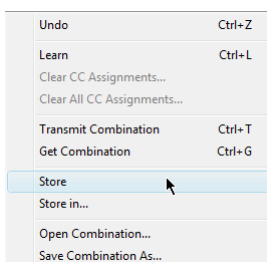 Undo Ctrl+Z
Learn Ctrl+L
Clear CC Assignments...
Clear All CC Assignments...
Transmit Combination Ctrl+T
Get Combination Ctrl+G
Store
Store in...
Open Combination...
Save Combination As...